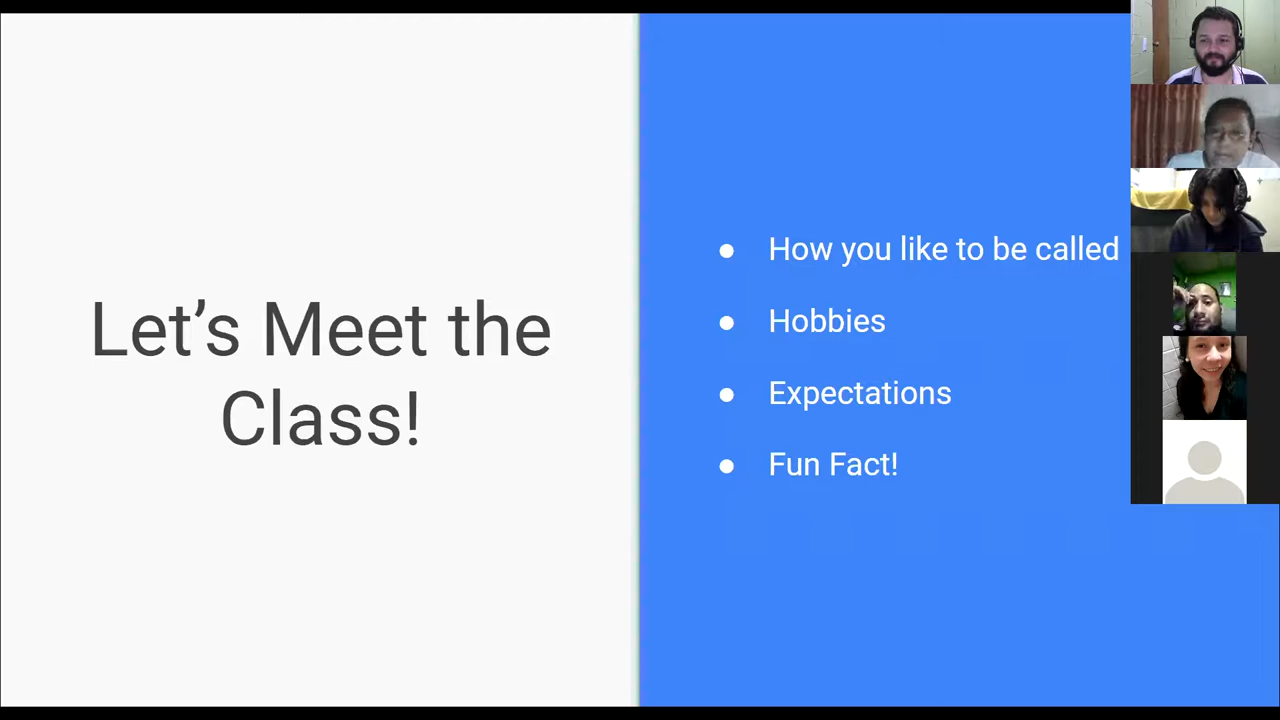 Let’s Meet the
Class!
● How you like to be called
● Hobbies
● Expectations
● Fun Fact!